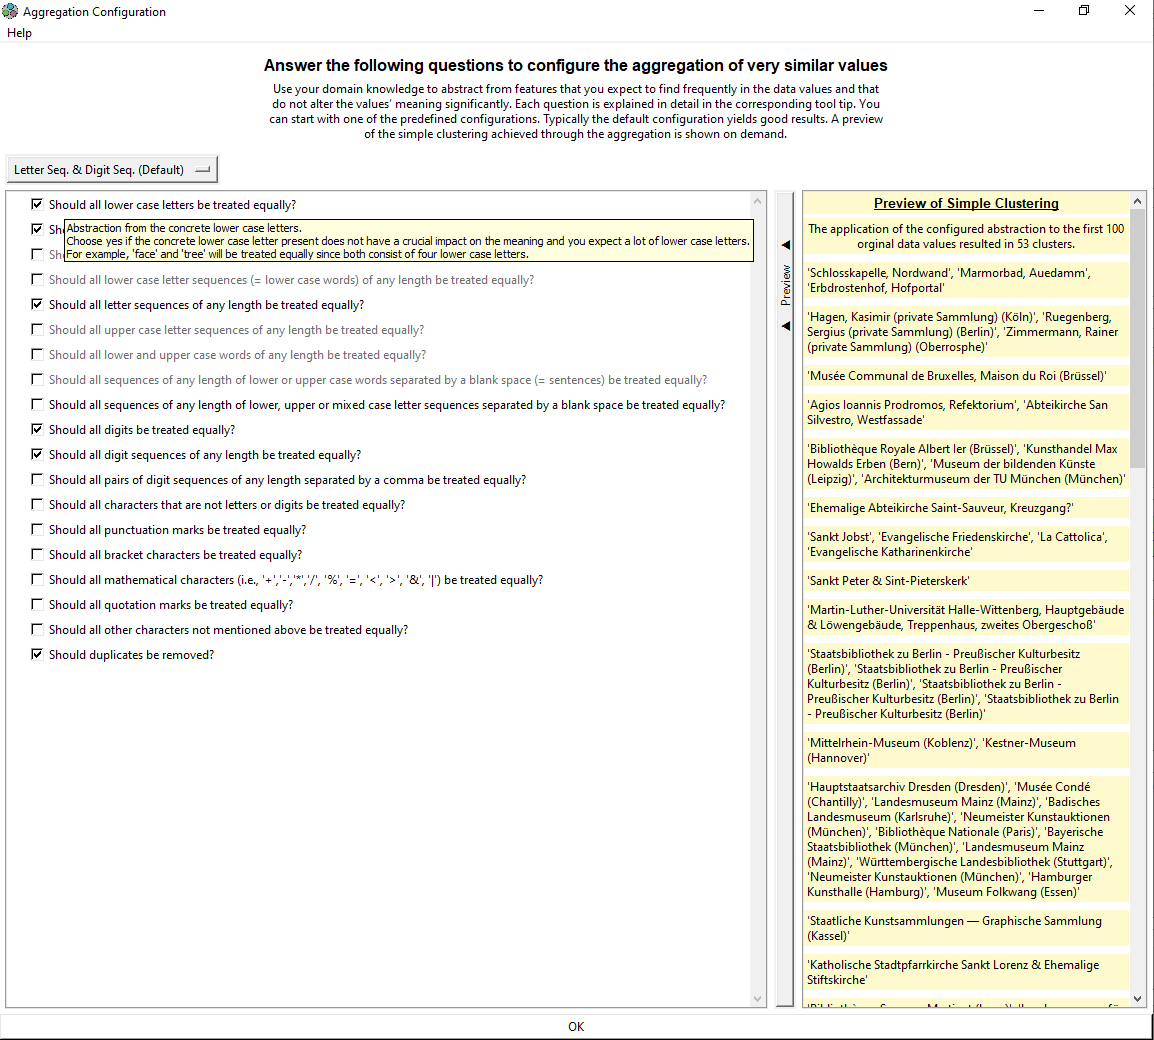 Aggregation Configuration
Help
Answer the following questions to configure the aggregation of very similar values
Use your domain knowledge to abstract from features that you expect to find frequently in the data values and that
do not alter the values' meaning significantly. Each question is explained in detail in the corresponding tool tip. You
can start with one of the predefined configurations. Typically the default configuration yields good results. A preview
of the simple clustering achieved through the aggregation is shown on demand.
Letter Seq. & Digit Seq. (Default)
Should all lower case letters be treated equally?
Abstraction from the concrete lower case letters.
Choose yes if the concrete lower case letter present does not have a crucial impact on the meaning and you expect a lot of lower case letters.
For example, 'face' and 'tree' will be treated equally since both consist of four lower case letters.
Should all lower case letter sequences (= lower case words) of any length be treated equally?
Should all letter sequences of any length be treated equally?
Should all upper case letter sequences of any length be treated equally?
Should all lower and upper case words of any length be treated equally?
Should all sequences of any length of lower or upper case words separated by a blank space (= sentences) be treated equally?
Should all sequences of any length of lower, upper or mixed case letter sequences separated by a blank space be treated equally?
Should all digits be treated equally?
Should all digit sequences of any length be treated equally?
Should all pairs of digit sequences of any length separated by a comma be treated equally?
Should all characters that are not letters or digits be treated equally?
Should all punctuation marks be treated equally?
Should all bracket characters be treated equally?
Should all mathematical characters (i.e., '+','-','*','/', '%', '=', '<', '>', '&', '|') be treated equally?
Should all quotation marks be treated equally?
Should all other characters not mentioned above be treated equally?
Should duplicates be removed?
Preview
Preview of Simple Clustering
The application of the configured abstraction to the first 100
orginal data values resulted in 53 clusters.
'Schlosskapelle, Nordwand', 'Marmorbad, Auedamm',
'Erbdrostenhof, Hofportal'
'Hagen, Kasimir (private Sammlung) (Köln)', 'Ruegenberg,
Sergius (private Sammlung) (Berlin)', 'Zimmermann, Rainer
(private Sammlung) (Oberrosphe)'
'Musée Communal de Bruxelles, Maison du Roi (Brüssel)'
'Agios Ioannis Prodromos, Refektorium', 'Abteikirche San
Silvestro, Westfassade'
'Bibliothèque Royale Albert Ier (Brüssel)', 'Kunsthandel Max
Howalds Erben (Bern)', 'Museum der bildenden Künste
(Leipzig)', 'Architekturmuseum der TU München (München)'
'Ehemalige Abteikirche Saint-Sauveur, Kreuzgang?'
'Sankt Jobst', 'Evangelische Friedenskirche', 'La Cattolica',
'Evangelische Katharinenkirche'
'Sankt Peter & Sint-Pieterskerk'
'Martin-Luther-Universität Halle-Wittenberg, Hauptgebäude
& Löwengebäude, Treppenhaus, zweites Obergeschoß'
'Staatsbibliothek zu Berlin - Preußischer Kulturbesitz
(Berlin)', 'Staatsbibliothek zu Berlin - Preußischer
Kulturbesitz (Berlin)', 'Staatsbibliothek zu Berlin -
Preußischer Kulturbesitz (Berlin)', 'Staatsbibliothek zu Berlin
- Preußischer Kulturbesitz (Berlin)'
'Mittelrhein-Museum (Koblenz)', 'Kestner-Museum
(Hannover)'
'Hauptstaatsarchiv Dresden (Dresden)', 'Musée Condé
(Chantilly)', 'Landesmuseum Mainz (Mainz)', 'Badisches
Landesmuseum (Karlsruhe)', 'Neumeister Kunstauktionen
(München)', 'Bibliothèque Nationale (Paris)', 'Bayerische
Staatsbibliothek (München)', 'Landesmuseum Mainz
(Mainz)', 'Württembergische Landesbibliothek (Stuttgart)',
'Neumeister Kunstauktionen (München)', 'Hamburger
Kunsthalle (Hamburg)', 'Museum Folkwang (Essen)'
'Staatliche Kunstsammlungen — Graphische Sammlung
(Kassel)'
'Katholische Stadtpfarrkirche Sankt Lorenz & Ehemalige
Stiftskirche'
OK